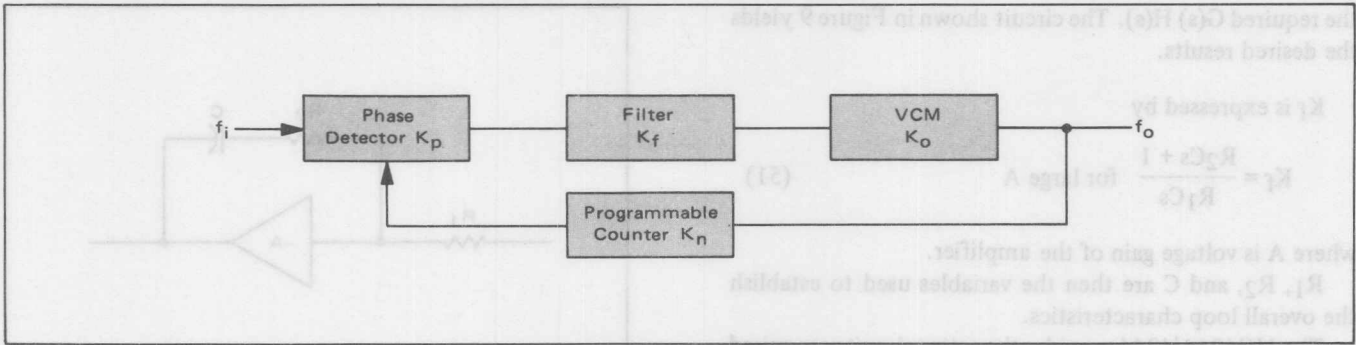 the required G(s) H(s). The circuit shown in Figure 9 yields
the desired results.
Kf is expressed by
Kf = R2Cs + 1 / R1Cs for large A (51)
where A is voltage gain of the amplifier.
R1, R2, and C are then the variables used to establish
the overall loop characteristics.
fi
Phase
Detector Kp
Filter
Kf
VCM
Ko
fo
Programmable
Counter Kn